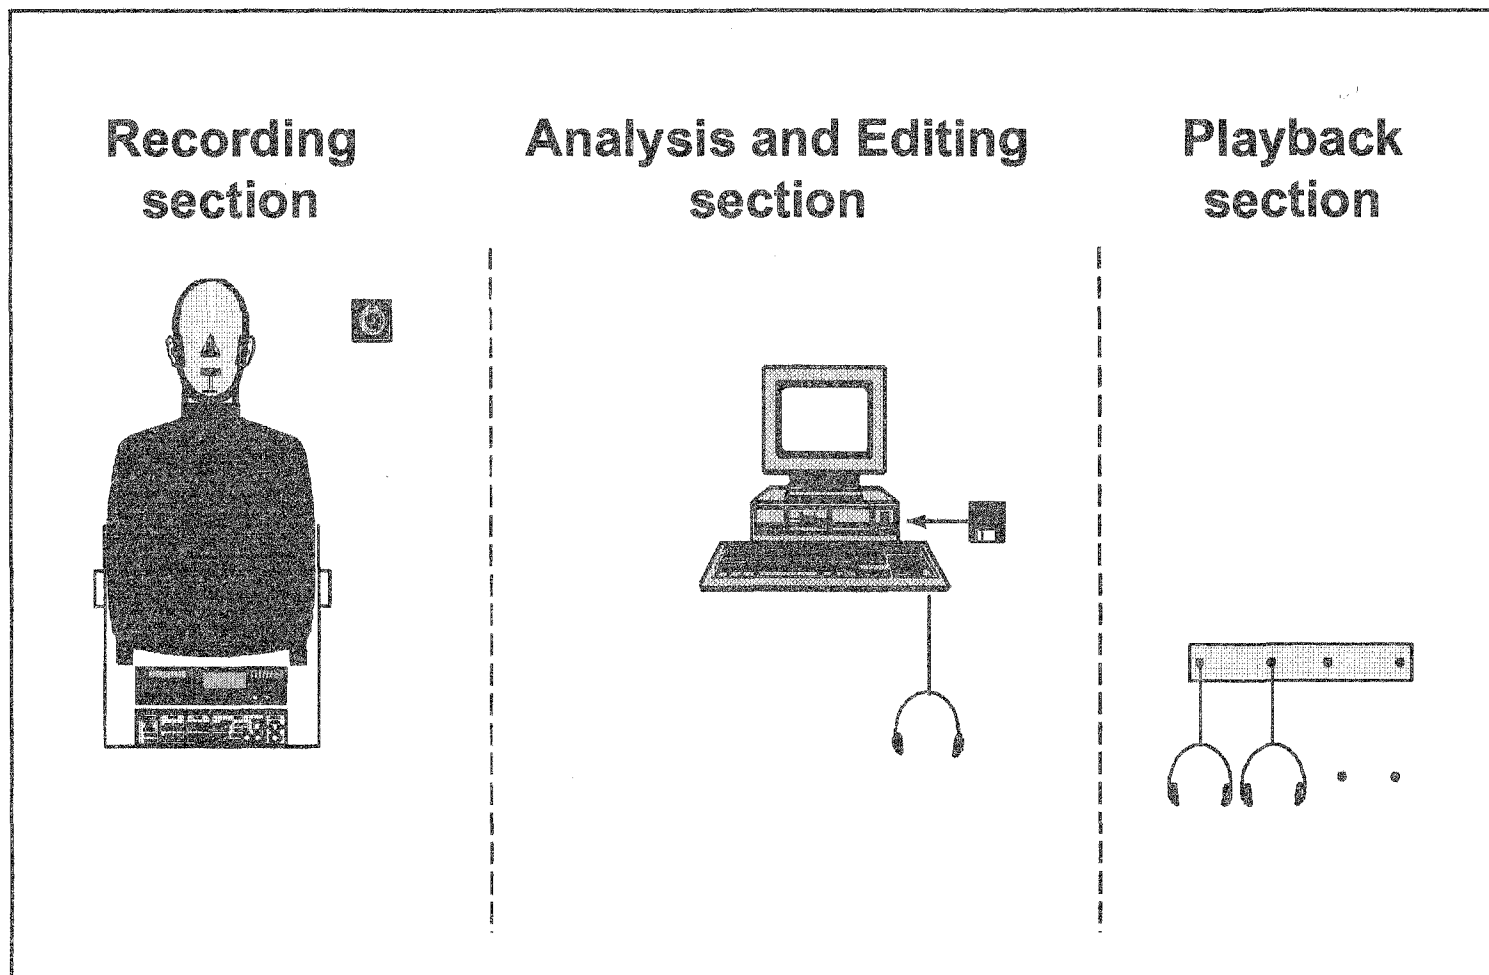 Recording
section
Analysis and Editing
section
Playback
section